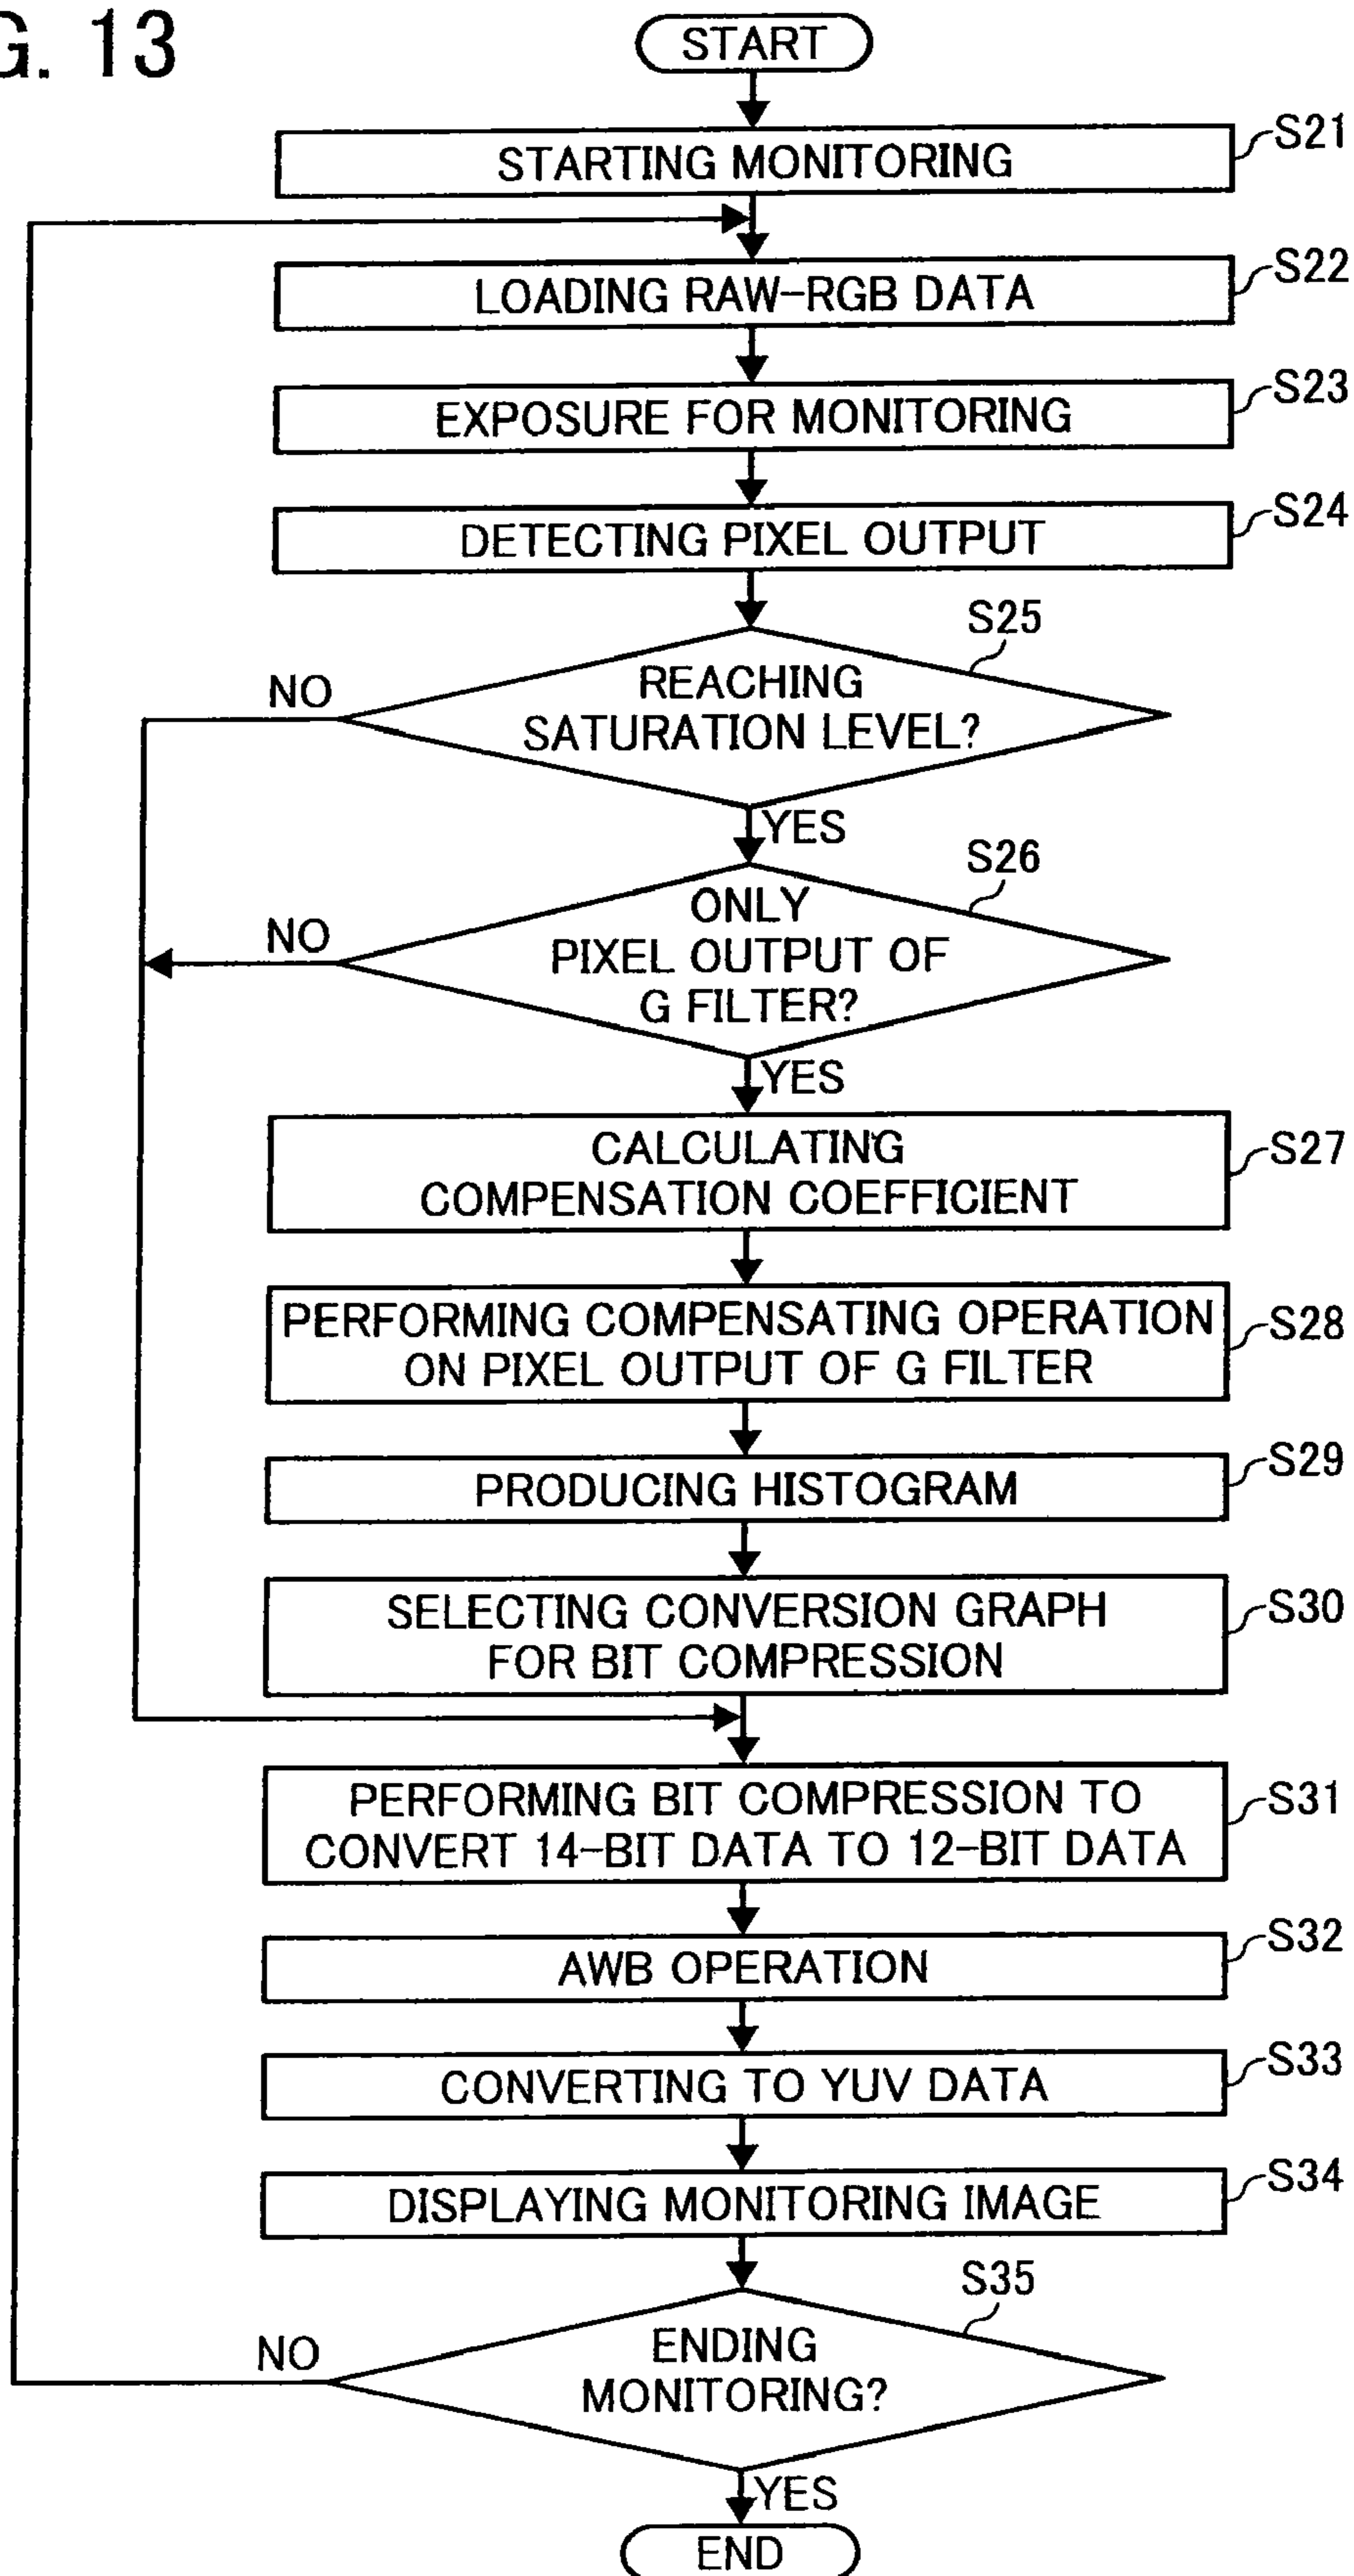 G. 13
START
STARTING MONITORING
S21
LOADING RAW-RGB DATA
S22
EXPOSURE FOR MONITORING
S23
DETECTING PIXEL OUTPUT
S24
S25
REACHING
SATURATION LEVEL?
NO
YES
S26
ONLY
PIXEL OUTPUT OF
G FILTER?
NO
YES
CALCULATING
COMPENSATION COEFFICIENT
S27
PERFORMING COMPENSATING OPERATION
ON PIXEL OUTPUT OF G FILTER
S28
PRODUCING HISTOGRAM
S29
SELECTING CONVERSION GRAPH
FOR BIT COMPRESSION
S30
PERFORMING BIT COMPRESSION TO
CONVERT 14-BIT DATA TO 12-BIT DATA
S31
AWB OPERATION
S32
CONVERTING TO YUV DATA
S33
DISPLAYING MONITORING IMAGE
S34
S35
ENDING
MONITORING?
NO
YES
END